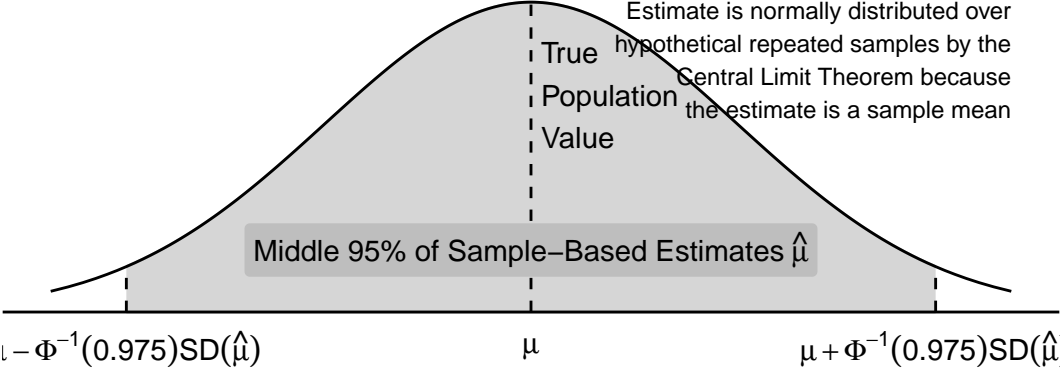 Estimate is normally distributed over
hypothetical repeated samples by the
Central Limit Theorem because
the estimate is a sample mean
True
Population
Value
Middle 95% of Sample−Based Estimates μ̂
− Φ⁻¹(0.975)SD(μ̂)
μ
μ + Φ⁻¹(0.975)SD(μ̂